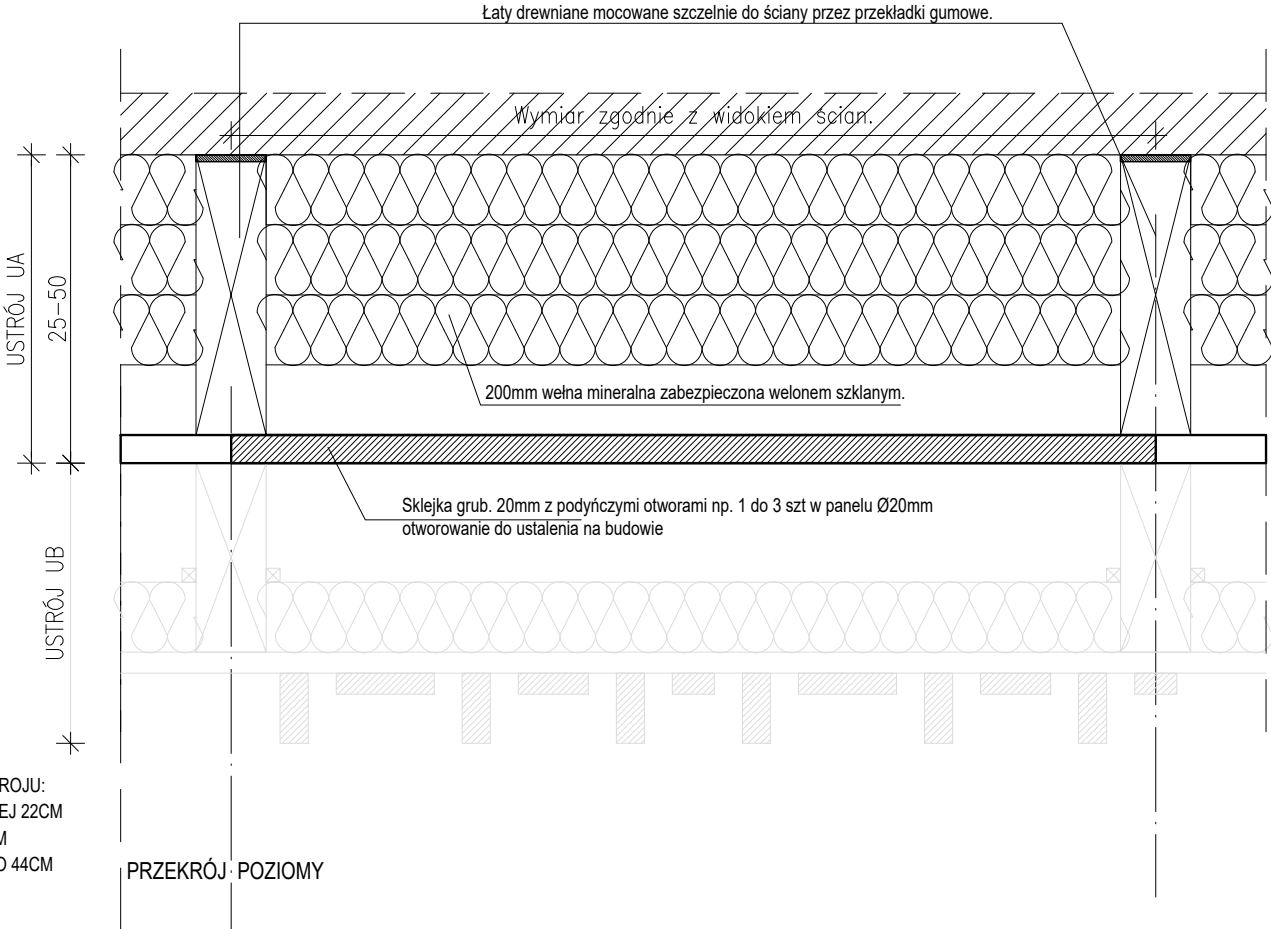 Łaty drewniane mocowane szczelnie do ściany przez przekładki gumowe.
Wymiar zgodnie z widokiem ścian.
USTRÓJ UA
25-50
200mm wełna mineralna zabezpieczona welonem szklanym.
Sklejka grub. 20mm z podyńczymi otworami np. 1 do 3 szt w panelu Ø20mm
otworowanie do ustalenia na budowie
USTRÓJ UB
ROJU:
EJ 22CM
M
O 44CM
PRZEKRÓJ POZIOMY